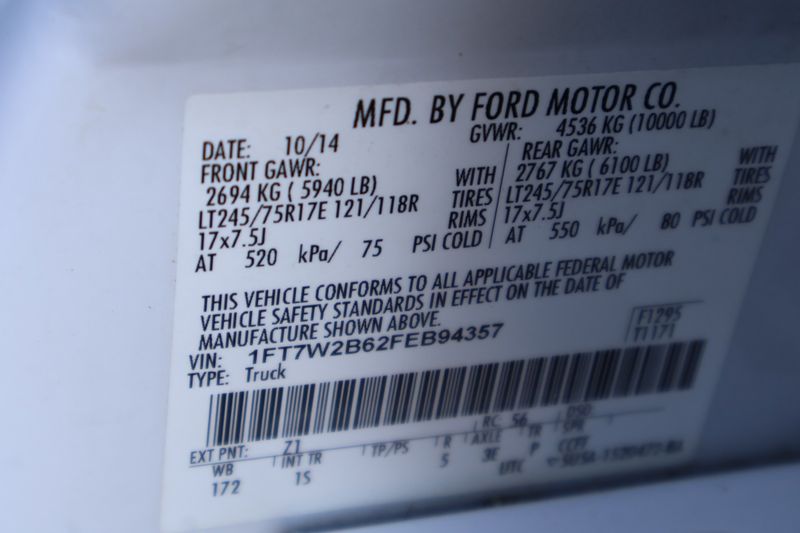 MFD. BY FORD MOTOR CO.
DATE: 10/14 GVWR: 4536 KG (10000 LB)
FRONT GAWR: REAR GAWR:
2694 KG ( 5940 LB) WITH 2767 KG ( 6100 LB) WITH
LT245/75R17E 121/118R TIRES LT245/75R17E 121/118R TIRES
17x7.5J RIMS 17x7.5J RIMS
AT 520 kPa/ 75 PSI COLD AT 550 kPa/ 80 PSI COLD
THIS VEHICLE CONFORMS TO ALL APPLICABLE FEDERAL MOTOR
VEHICLE SAFETY STANDARDS IN EFFECT ON THE DATE OF
MANUFACTURE SHOWN ABOVE.
F1295
VIN: 1FT7W2B62FEB94357
T1171
TYPE: Truck
RC: 56 DSO:
EXT PNT: Z1
WB INT TR TP/PS R AXLE TR SPR
172 1S 5 3E P CCFF
UTC